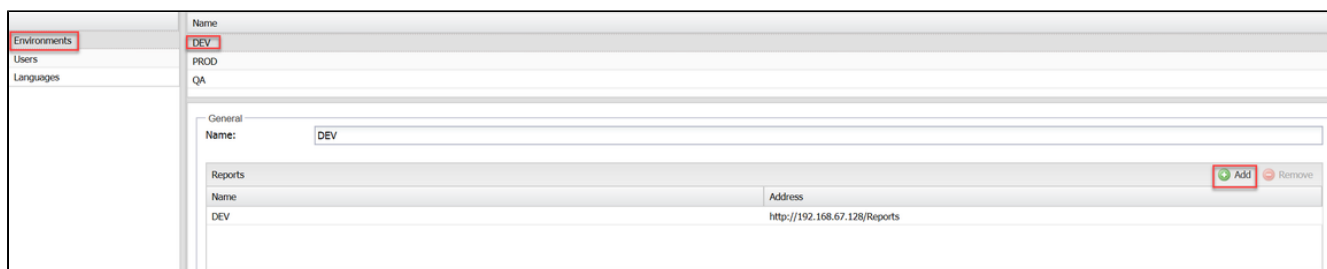 Name
Environments
DEV
Users
PROD
Languages
QA
General
Name: DEV
Reports Add Remove
Name Address
DEV http://192.168.67.128/Reports